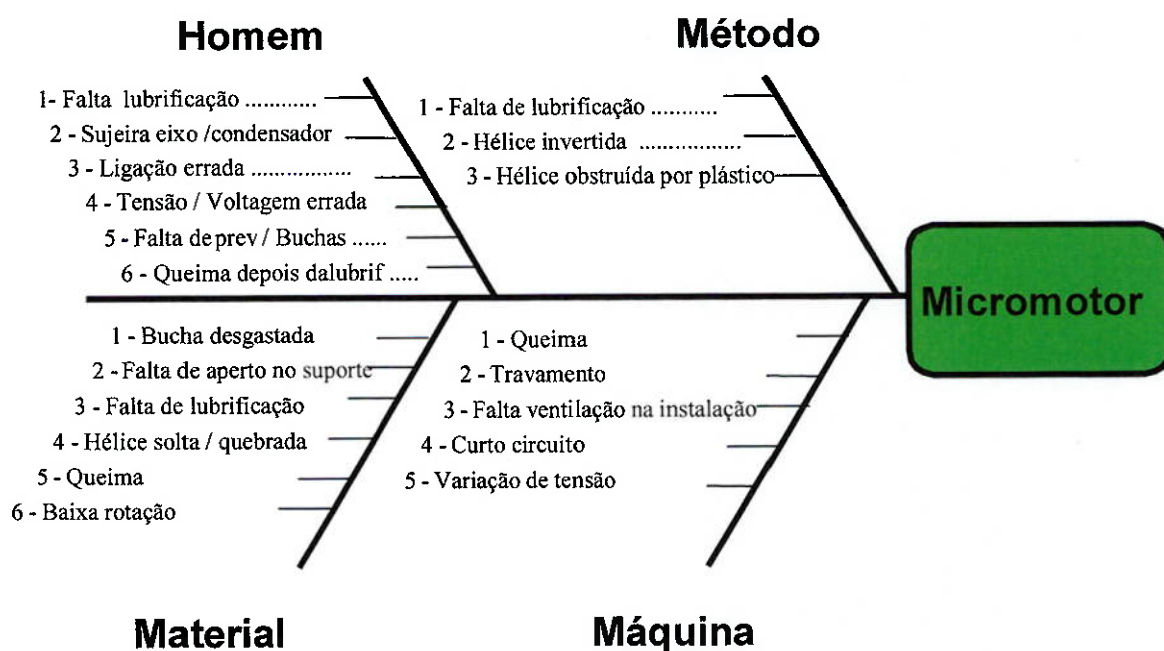 Homem
1- Falta lubrificação ............
2 - Sujeira eixo /condensador
3 - Ligação errada ..................
4 - Tensão / Voltagem errada
5 - Falta de prev / Buchas ......
6 - Queima depois dalubrif .....
Método
1 - Falta de lubrificação ...........
2 - Hélice invertida .................
3 - Hélice obstruída por plástico
Micromotor
1 - Bucha desgastada
2 - Falta de aperto no suporte
3 - Falta de lubrificação
4 - Hélice solta / quebrada
5 - Queima
6 - Baixa rotação
Material
1 - Queima
2 - Travamento
3 - Falta ventilação na instalação
4 - Curto circuito
5 - Variação de tensão
Máquina